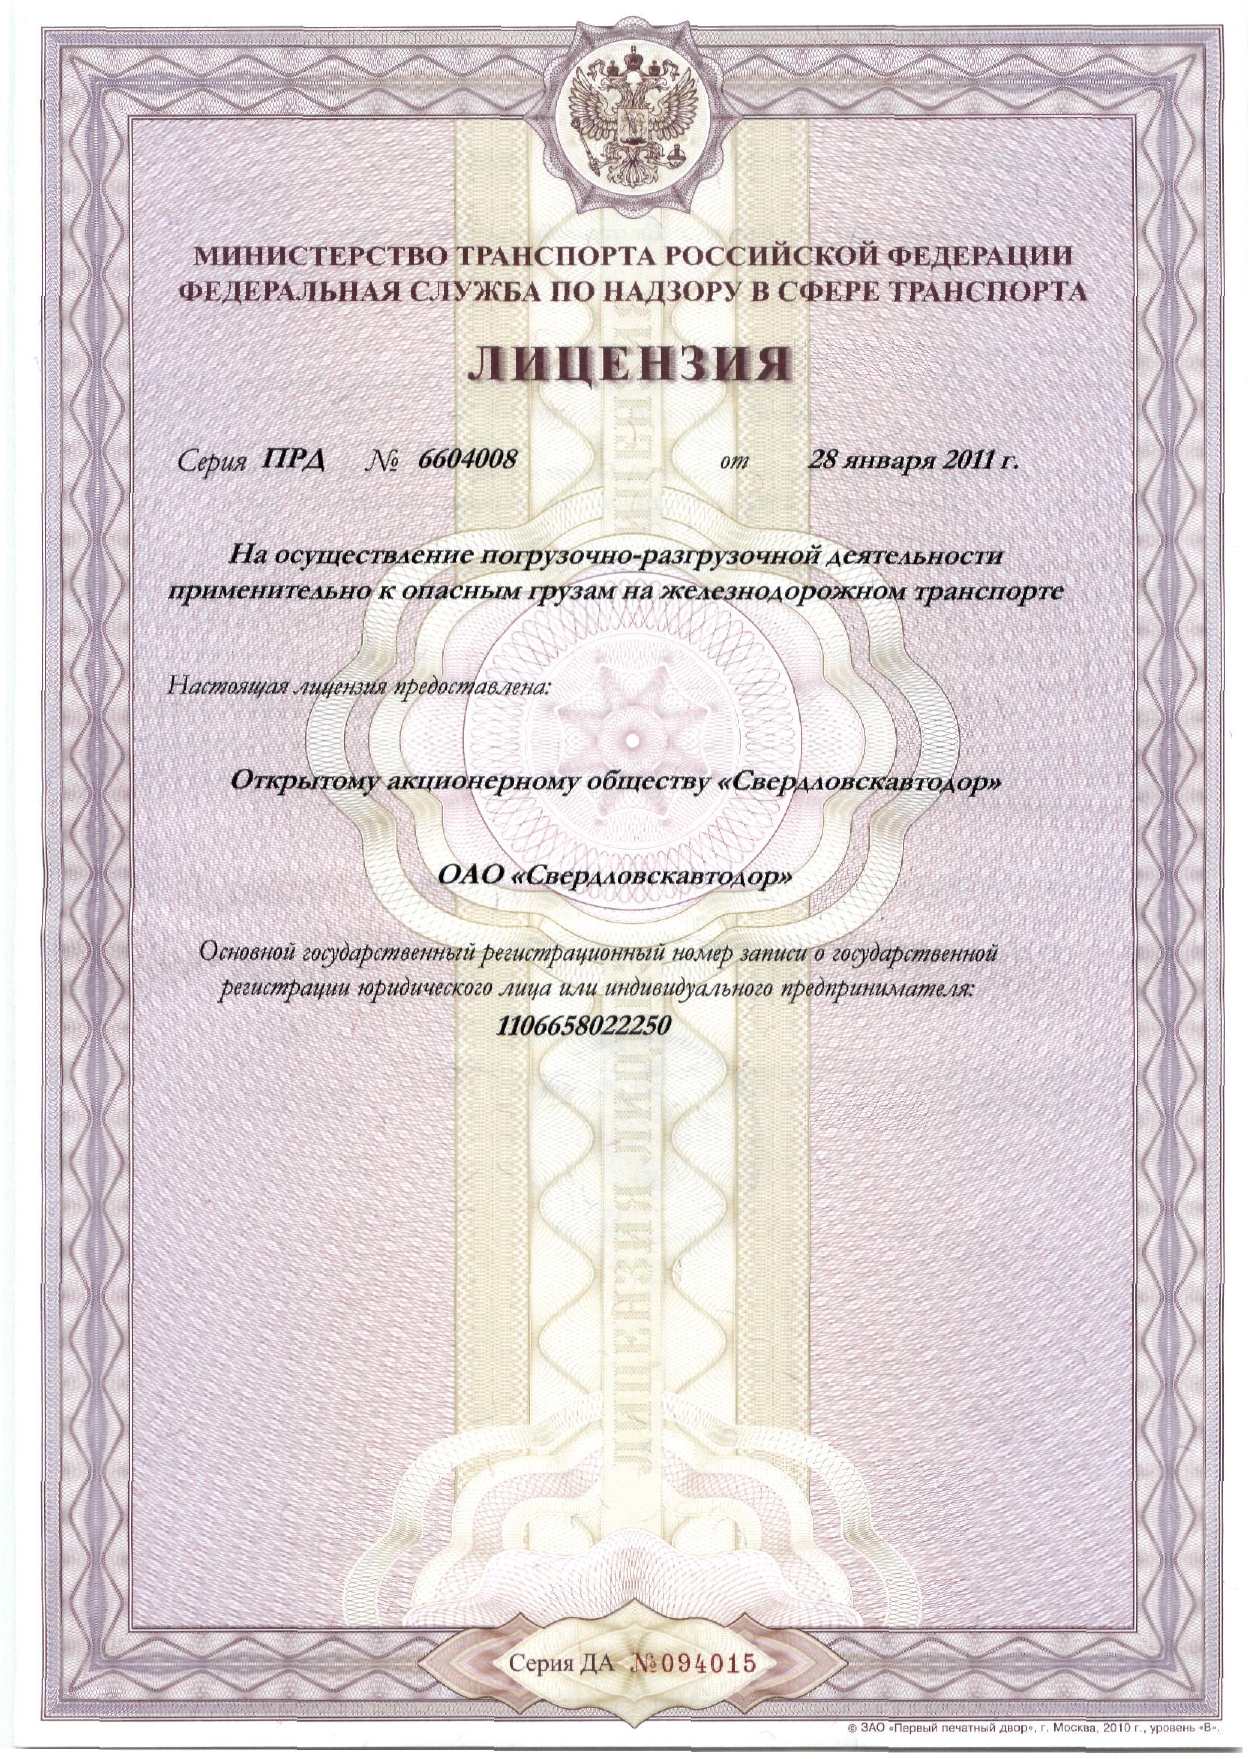 МИНИСТЕРСТВО ТРАНСПОРТА РОССИЙСКОЙ ФЕДЕРАЦИИ
ФЕДЕРАЛЬНАЯ СЛУЖБА ПО НАДЗОРУ В СФЕРЕ ТРАНСПОРТА
ЛИЦЕНЗИЯ
Серия ПРД № 6604008 от 28 января 2011 г.
На осуществление погрузочно-разгрузочной деятельности
применительно к опасным грузам на железнодорожном транспорте
Настоящая лицензия предоставлена:
Открытому акционерному обществу «Свердловскавтодор»
ОАО «Свердловскавтодор»
Основной государственный регистрационный номер записи о государственной
регистрации юридического лица или индивидуального предпринимателя:
1106658022250
ЛИЦЕНЗИЯ
Серия ДА №094015
© ЗАО «Первый печатный двор», г. Москва, 2010 г., уровень «В».